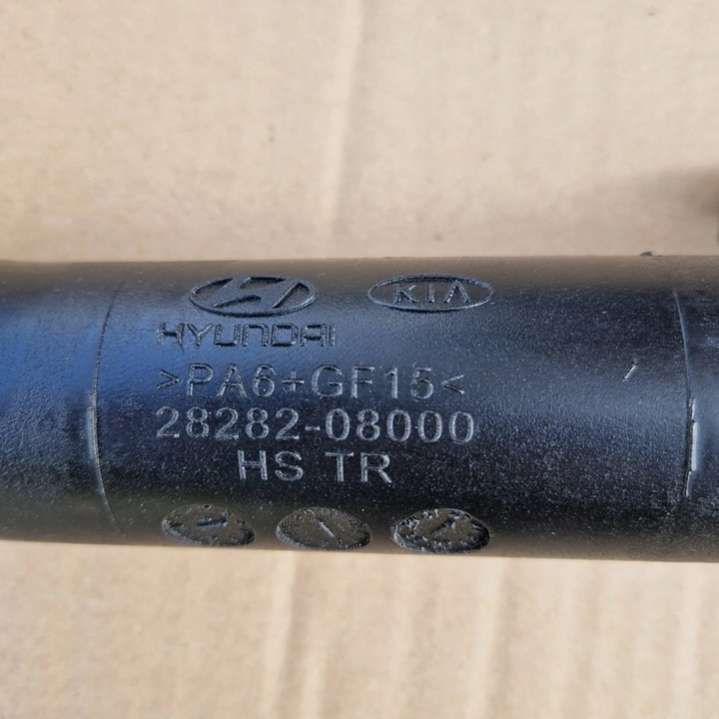 KIA
HYUNDAI
>PA6+GF15<
28282-08000
HS TR